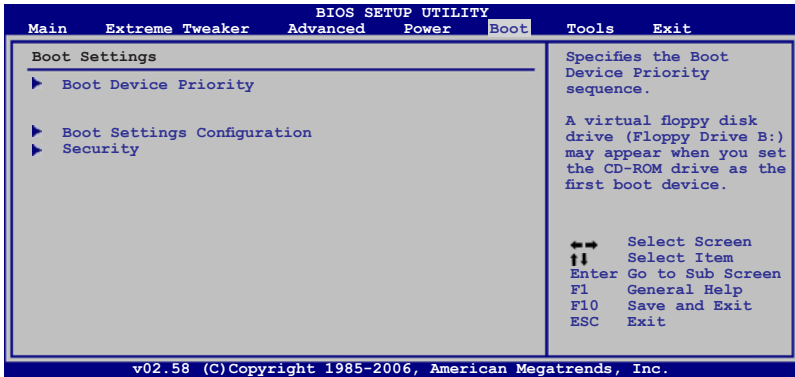 BIOS SETUP UTILITY
Main Extreme Tweaker Advanced Power Boot Tools Exit
Boot Settings
Boot Device Priority
Boot Settings Configuration
Security
Specifies the Boot
Device Priority
sequence.
A virtual floppy disk
drive (Floppy Drive B:)
may appear when you set
the CD-ROM drive as the
first boot device.
Select Screen
Select Item
Enter Go to Sub Screen
F1 General Help
F10 Save and Exit
ESC Exit
v02.58 (C)Copyright 1985-2006, American Megatrends, Inc.